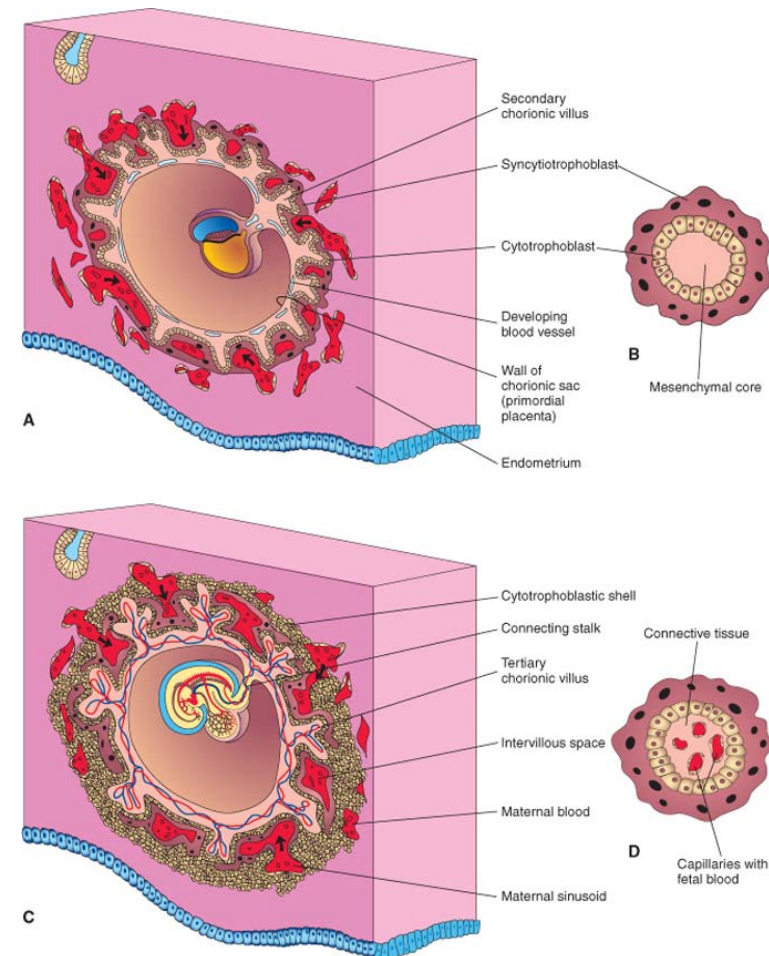 Secondary
chorionic villus
Syncytiotrophoblast
Cytotrophoblast
Developing
blood vessel
Wall of
chorionic sac
(primordial
placenta)
Endometrium
A
B
Mesenchymal core
Cytotrophoblastic shell
Connecting stalk
Tertiary
chorionic villus
Intervillous space
Maternal blood
Maternal sinusoid
C
Connective tissue
D
Capillaries with
fetal blood